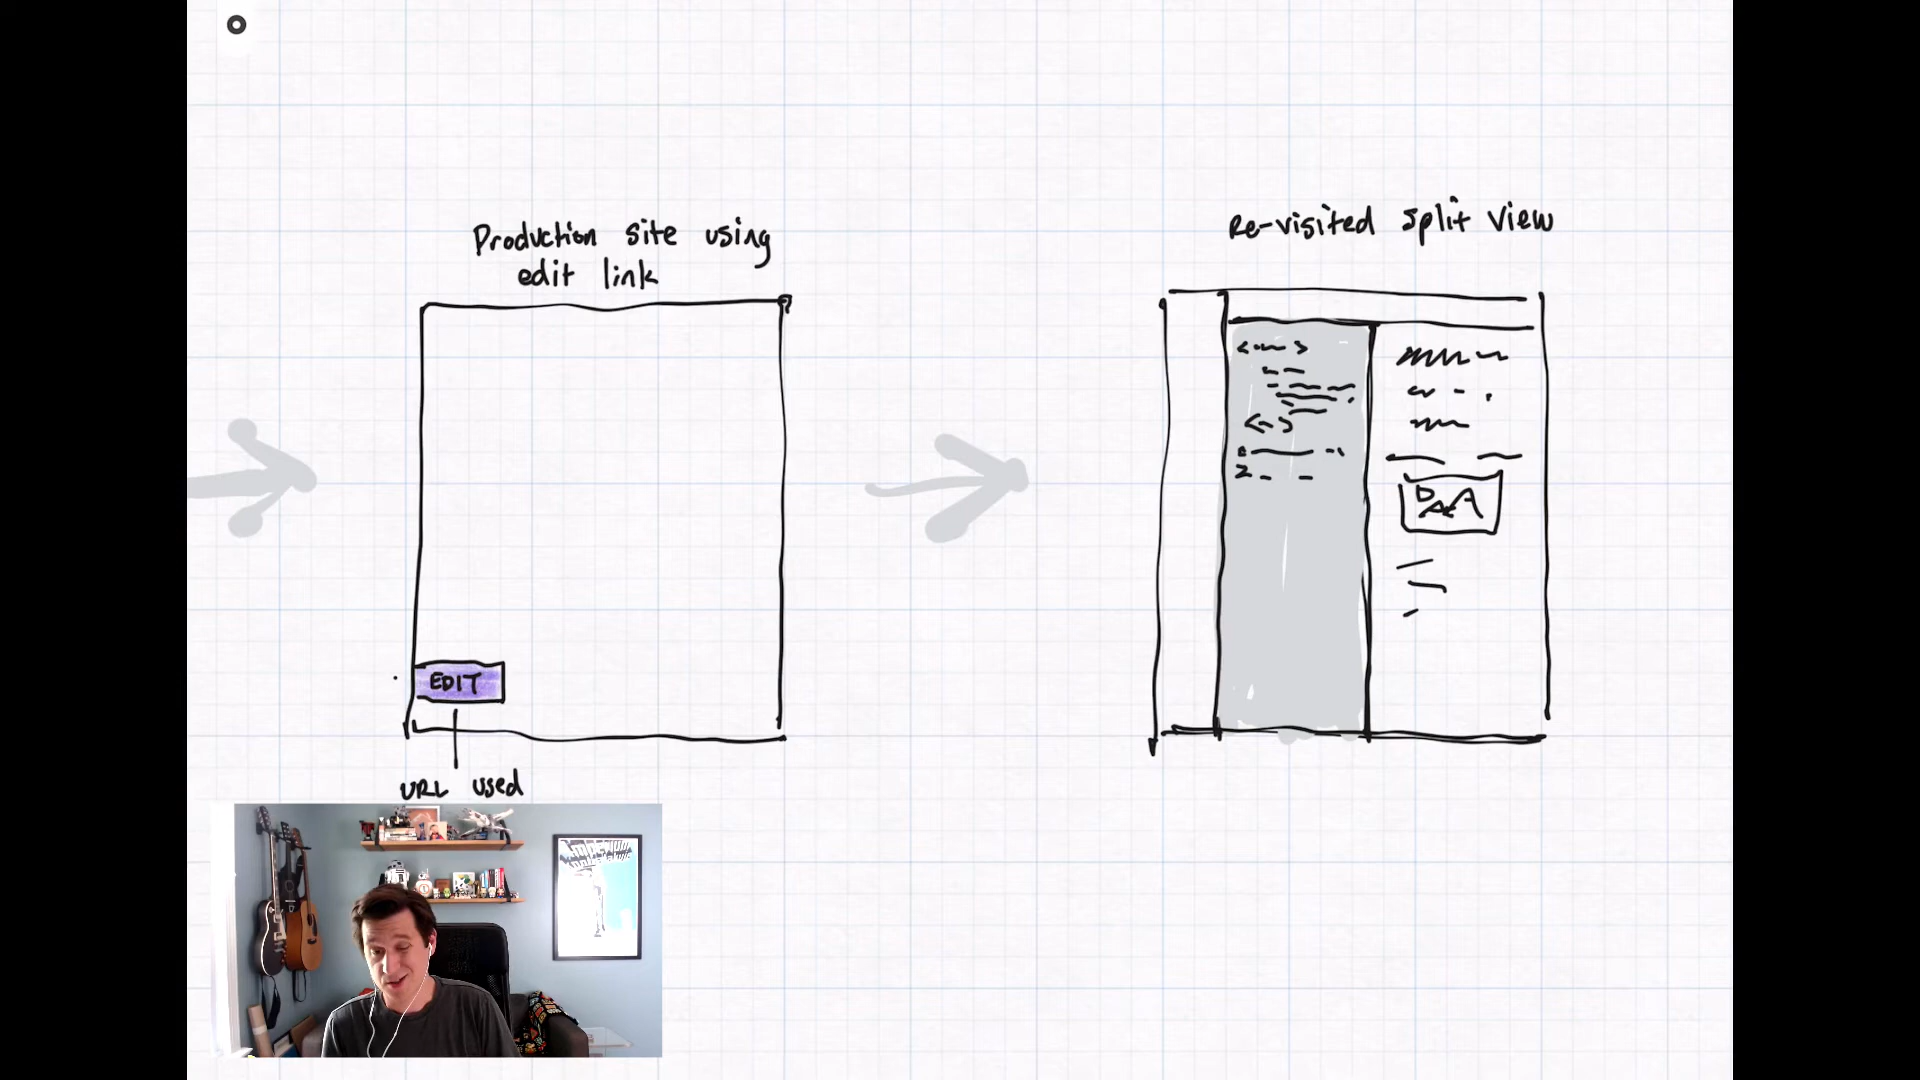 Production site using
edit link
Re-visited split view
EDIT
URL used